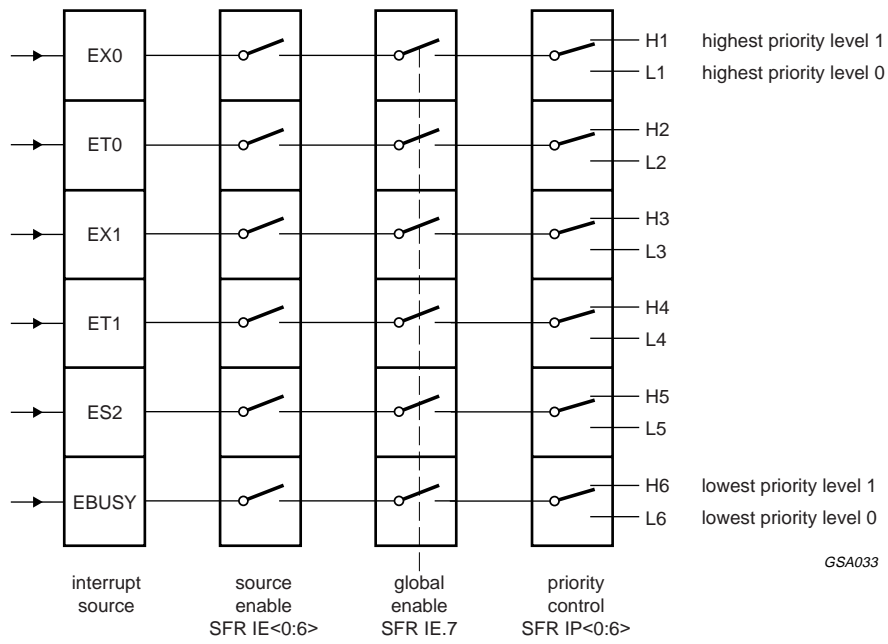 EX0
H1 highest priority level 1
L1 highest priority level 0
ET0
H2
L2
EX1
H3
L3
ET1
H4
L4
ES2
H5
L5
EBUSY
H6 lowest priority level 1
L6 lowest priority level 0
GSA033
interrupt
source
source
enable
SFR IE<0:6>
global
enable
SFR IE.7
priority
control
SFR IP<0:6>